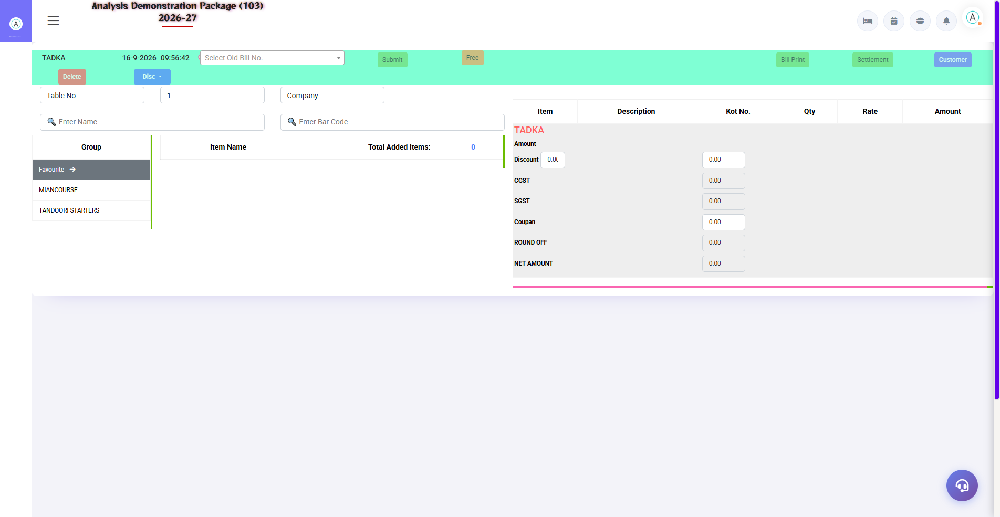 Analysis Demonstration Package (103)
2026-27
A
A
TADKA
16-9-2026 09:56:42
Select Old Bill No.
Submit
Free
Bill Print
Settlement
Customer
Delete
Disc
Table No
1
Company
Enter Name
Enter Bar Code
Group
Item Name
Total Added Items:
0
Favourite
MIANCOURSE
TANDOORI STARTERS
Item
Description
Kot No.
Qty
Rate
Amount
TADKA
Amount
Discount
0.00
0.00
CGST
0.00
SGST
0.00
Coupan
0.00
ROUND OFF
0.00
NET AMOUNT
0.00